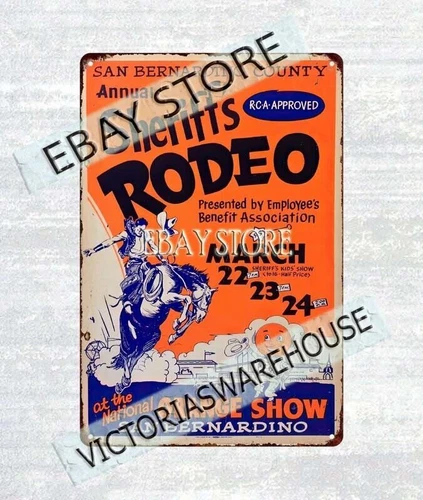 SAN BERNARDINO COUNTY
Annual
Sheriff's
RCA-APPROVED
RODEO
Presented by Employee's
Benefit Association
MARCH
22
SHERIFF'S KIDS SHOW
23
24
at the
National ORANGE SHOW
SAN BERNARDINO
EBAY STORE
EBAY STORE
VICTORIASWAREHOUSE